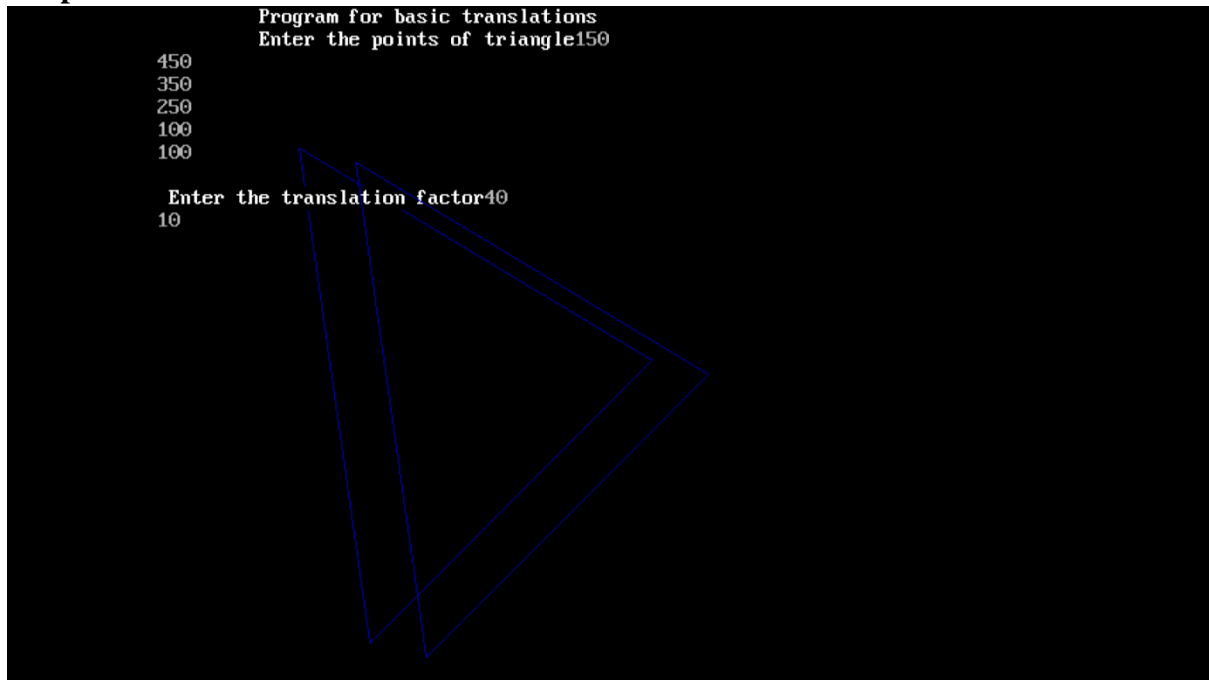 Program for basic translations
Enter the points of triangle150
450
350
250
100
100
Enter the translation factor40
10